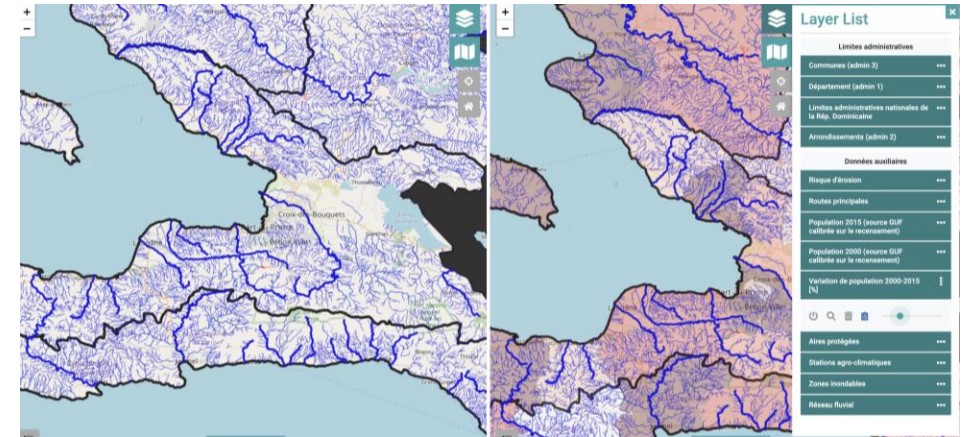 +
−
Croix-des-Bouquets
+
−
Layer List
×
Limites administratives
Communes (admin 3)
Département (admin 1)
Limites administratives nationales de
la Rép. Dominicaine
Arrondissements (admin 2)
Données auxiliaires
Risque d'érosion
Routes principales
Population 2015 (source GUF
calibrée sur le recensement)
Population 2000 (source GUF
calibrée sur le recensement)
Variation de population 2000-2015
[%]
Aires protégées
Stations agro-climatiques
Zones inondables
Réseau fluvial